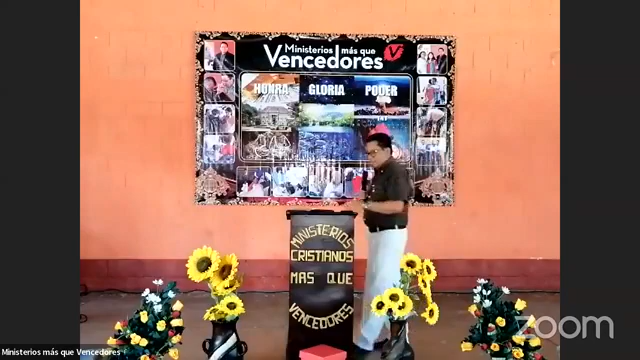 Ministerios más que
Vencedores
HONRA GLORIA PODER
MINISTERIOS
CRISTIANOS
MAS QUE
VENCEDORES
Ministerios más que Vencedores
zoom